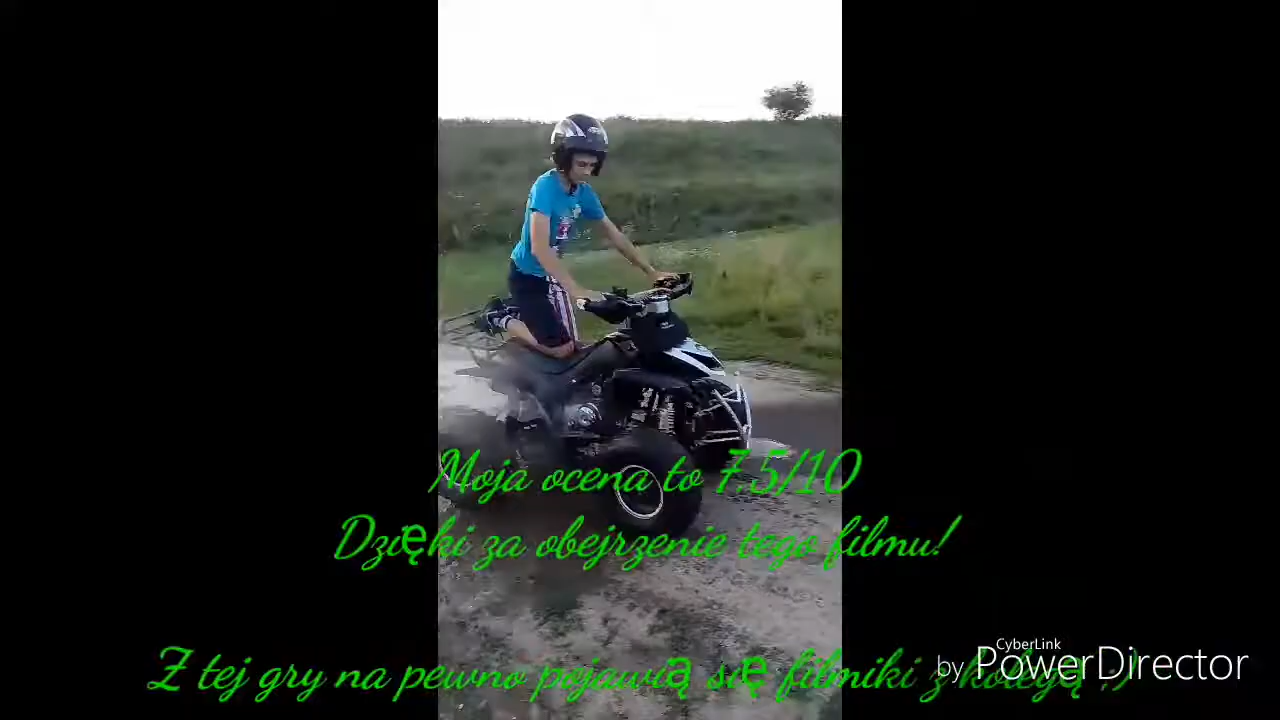 Moja ocena to 7.5/10
Dzięki za obejrzenie tego filmu!
Z tej gry na pewno pojawią się filmiki z kolegą ;)
CyberLink
by PowerDirector